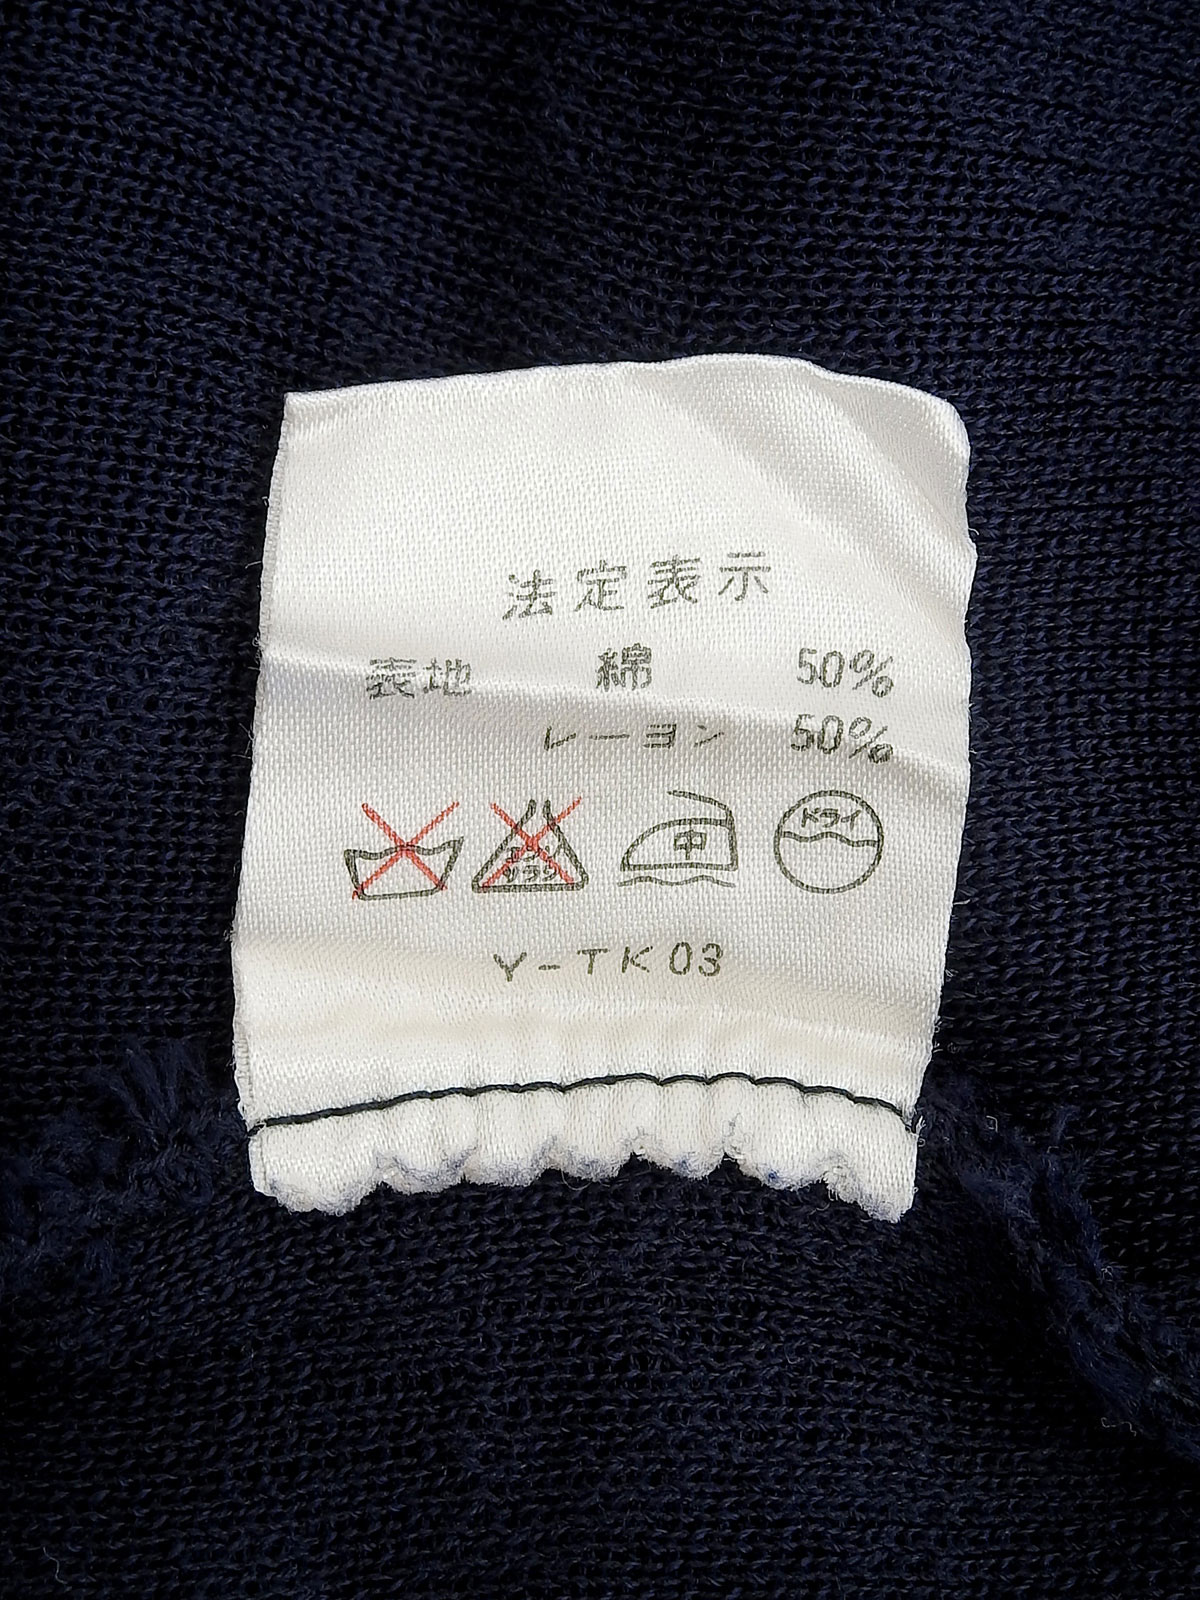 法定表示
表地 綿 50%
レーヨン 50%
中 ドライ
Y-TK03